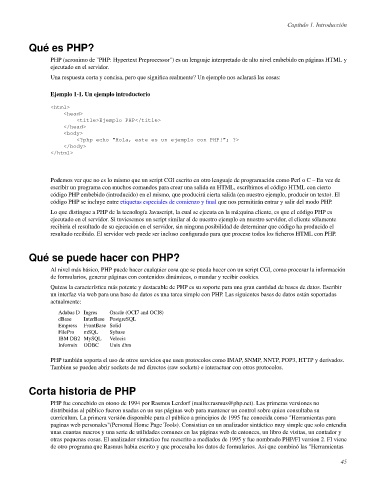 Capítulo 1. Introducción
Qué es PHP?
PHP (acronimo de "PHP: Hypertext Preprocessor") es un lenguaje interpretado de alto nivel embebido en páginas HTML y
ejecutado en el servidor.
Una respuesta corta y concisa, pero que significa realmente? Un ejemplo nos aclarará las cosas:
Ejemplo 1-1. Un ejemplo introductorio
<html>
<head>
<title>Ejemplo PHP</title>
</head>
<body>
<?php echo "Hola, este es un ejemplo con PHP!"; ?>
</body>
</html>
Podemos ver que no es lo mismo que un script CGI escrito en otro lenguaje de programación como Perl o C -- En vez de
escribir un programa con muchos comandos para crear una salida en HTML, escribimos el código HTML con cierto
código PHP embebido (introducido) en el mismo, que producirá cierta salida (en nuestro ejemplo, producir un texto). El
código PHP se incluye entre etiquetas especiales de comienzo y final que nos permitirán entrar y salir del modo PHP.
Lo que distingue a PHP de la tecnología Javascript, la cual se ejecuta en la máquina cliente, es que el código PHP es
ejecutado en el servidor. Si tuviesemos un script similar al de nuestro ejemplo en nuestro servidor, el cliente solamente
recibiría el resultado de su ejecución en el servidor, sin ninguna posibilidad de determinar que código ha producido el
resultado recibido. El servidor web puede ser incluso configurado para que procese todos los ficheros HTML con PHP.
Qué se puede hacer con PHP?
Al nivel más básico, PHP puede hacer cualquier cosa que se pueda hacer con un script CGI, como procesar la información
de formularios, generar páginas con contenidos dinámicos, o mandar y recibir cookies.
Quizas la característica más potente y destacable de PHP es su soporte para una gran cantidad de bases de datos. Escribir
un interfaz vía web para una base de datos es una tarea simple con PHP. Las siguientes bases de datos están soportadas
actualmente:
Adabas D Ingres Oracle (OCI7 and OCI8)
dBase InterBase PostgreSQL
Empress FrontBase Solid
FilePro mSQL Sybase
IBM DB2 MySQL Velocis
Informix ODBC Unix dbm
PHP también soporta el uso de otros servicios que usen protocolos como IMAP, SNMP, NNTP, POP3, HTTP y derivados.
Tambien se pueden abrir sockets de red directos (raw sockets) e interactuar con otros protocolos.
Corta historia de PHP
PHP fue concebido en otono de 1994 por Rasmus Lerdorf (mailto:rasmus@php.net). Las primeras versiones no
distribuidas al público fueron usadas en un sus páginas web para mantener un control sobre quien consultaba su
curriculum. La primera versión disponible para el público a principios de 1995 fue conocida como "Herramientas para
paginas web personales"(Personal Home Page Tools). Consistian en un analizador sintactico muy simple que solo entendia
unas cuantas macros y una serie de utilidades comunes en las páginas web de entonces, un libro de visitas, un contador y
otras pequenas cosas. El analizador sintactico fue reescrito a mediados de 1995 y fue nombrado PHP/FI version 2. FI viene
de otro programa que Rasmus habia escrito y que procesaba los datos de formularios. Así que combinó las "Herramientas
45